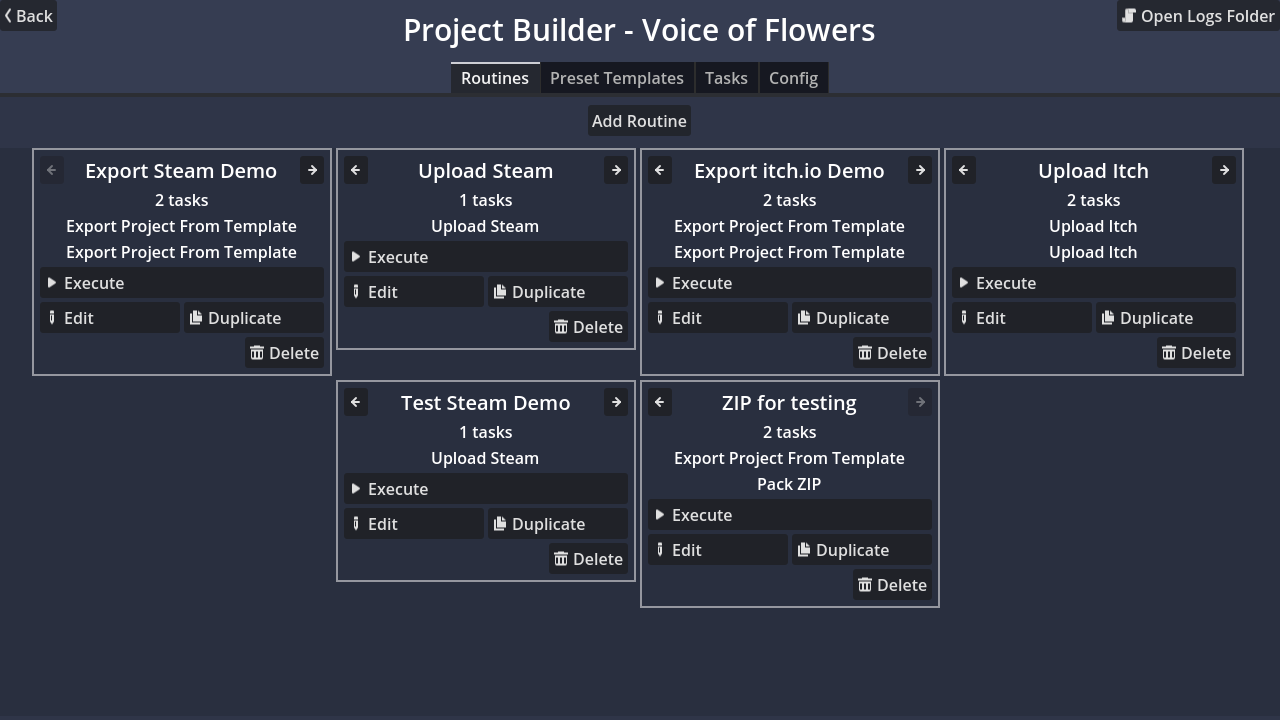 Back
Project Builder - Voice of Flowers
Open Logs Folder
Routines
Preset Templates
Tasks
Config
Add Routine
Export Steam Demo
2 tasks
Export Project From Template
Export Project From Template
Execute
Edit
Duplicate
Delete
Upload Steam
1 tasks
Upload Steam
Execute
Edit
Duplicate
Delete
Export itch.io Demo
2 tasks
Export Project From Template
Export Project From Template
Execute
Edit
Duplicate
Delete
Upload Itch
2 tasks
Upload Itch
Upload Itch
Execute
Edit
Duplicate
Delete
Test Steam Demo
1 tasks
Upload Steam
Execute
Edit
Duplicate
Delete
ZIP for testing
2 tasks
Export Project From Template
Pack ZIP
Execute
Edit
Duplicate
Delete